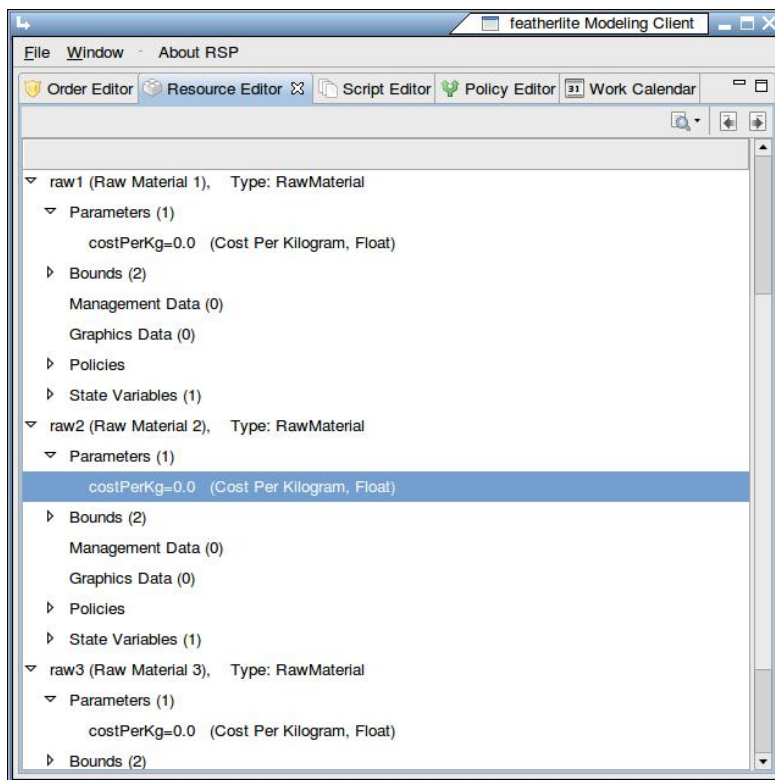 featherlite Modeling Client
File Window About RSP
Order Editor Resource Editor Script Editor Policy Editor 31 Work Calendar
raw1 (Raw Material 1), Type: RawMaterial
Parameters (1)
costPerKg=0.0 (Cost Per Kilogram, Float)
Bounds (2)
Management Data (0)
Graphics Data (0)
Policies
State Variables (1)
raw2 (Raw Material 2), Type: RawMaterial
Parameters (1)
costPerKg=0.0 (Cost Per Kilogram, Float)
Bounds (2)
Management Data (0)
Graphics Data (0)
Policies
State Variables (1)
raw3 (Raw Material 3), Type: RawMaterial
Parameters (1)
costPerKg=0.0 (Cost Per Kilogram, Float)
Bounds (2)